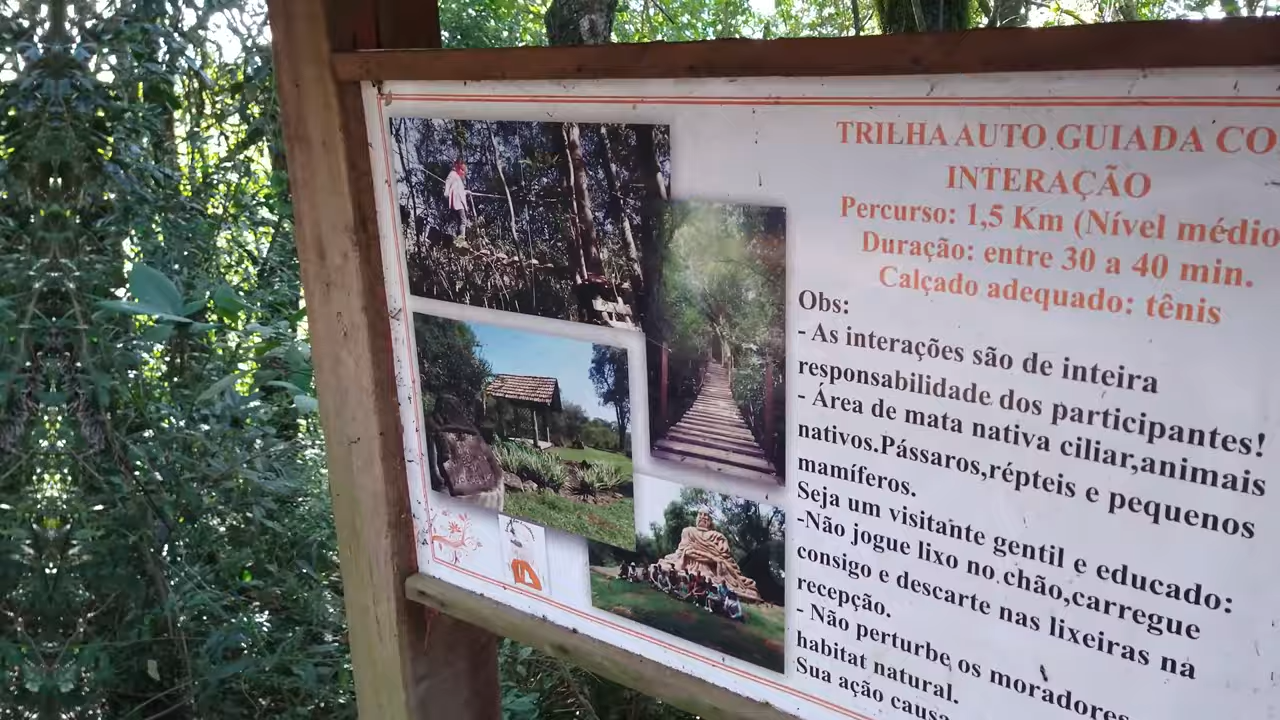 TRILHA AUTO GUIADA CO
INTERAÇÃO
Percurso: 1,5 Km (Nível médio
Duração: entre 30 a 40 min.
Calçado adequado: tênis
Obs:
- As interações são de inteira
responsabilidade dos participantes!
- Área de mata nativa ciliar,animais
nativos.Pássaros,répteis e pequenos
mamíferos.
Seja um visitante gentil e educado:
-Não jogue lixo no chão,carregue
consigo e descarte nas lixeiras na
recepção.
- Não perturbe os moradores
habitat natural.
Sua ação causa